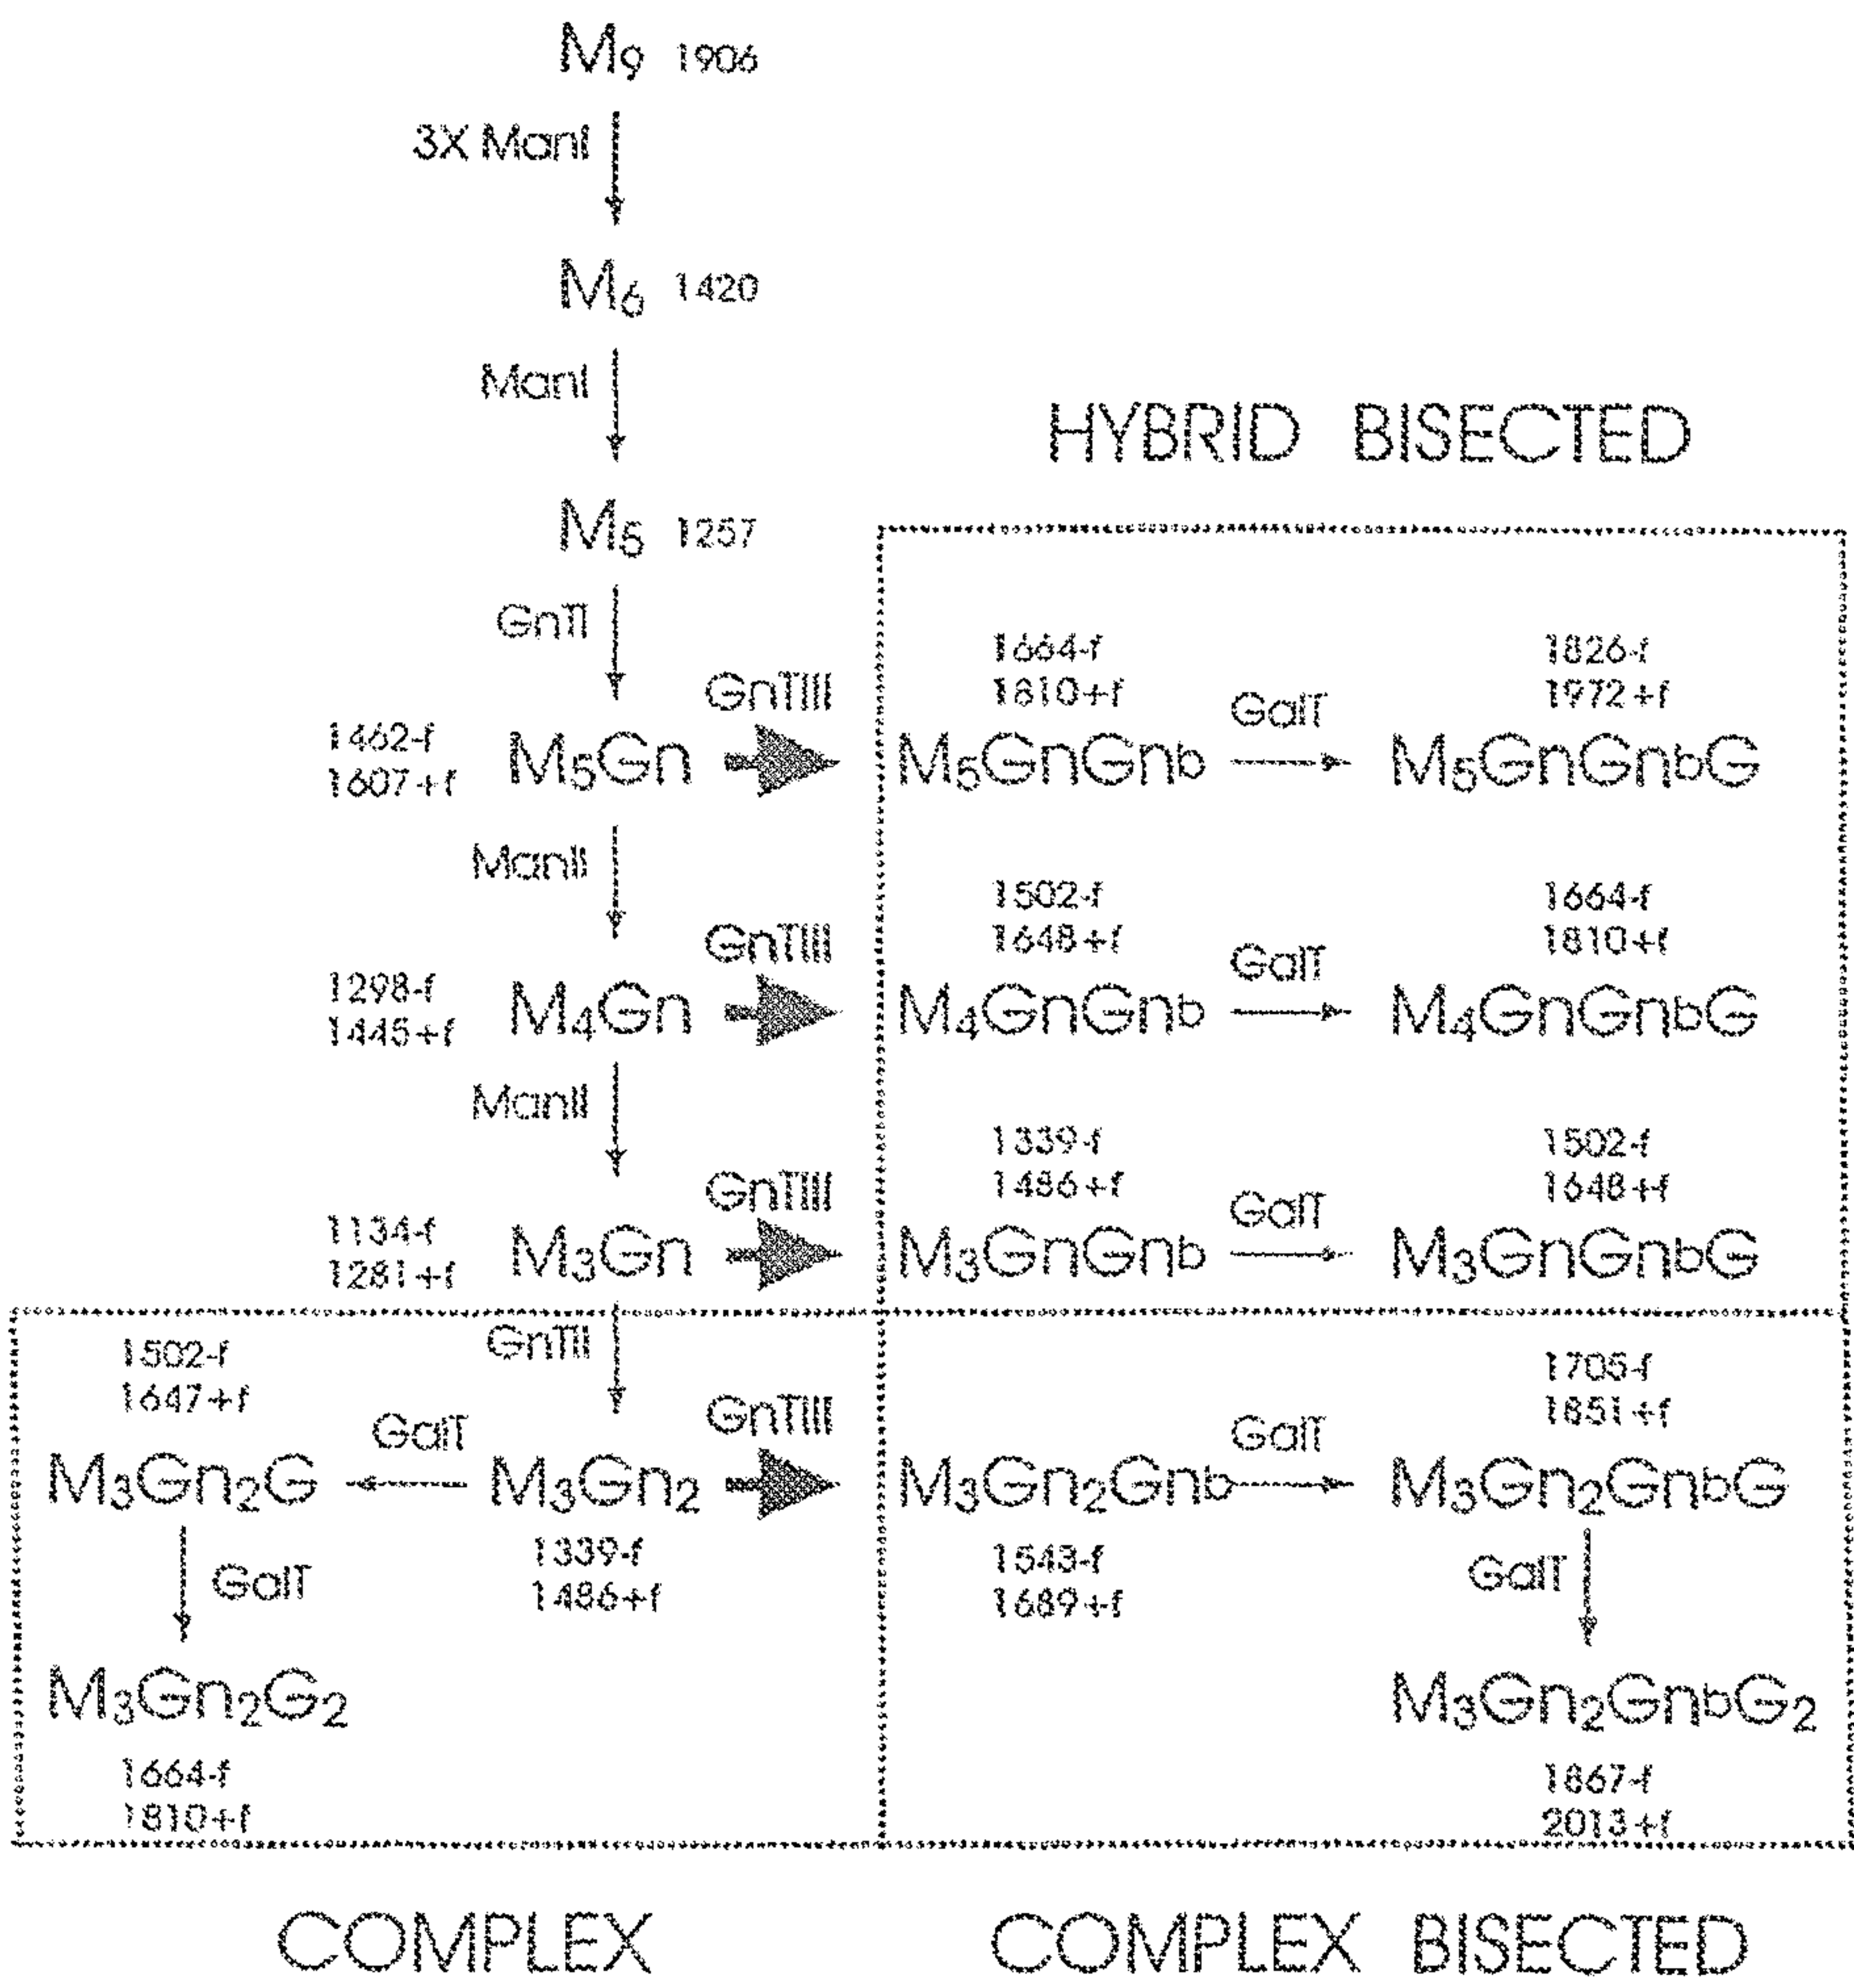 M₉ 1906
3X ManI
M₆ 1420
ManI
M₅ 1257
HYBRID BISECTED
GnTI
1462-f
1607+f
M₅Gn
GnTIII
1664-f
1810+f
M₅GnGnb
GalT
1826-f
1972+f
M₅GnGnbG
ManII
1298-f
1445+f
M₄Gn
GnTIII
1502-f
1648+f
M₄GnGnb
GalT
1664-f
1810+f
M₄GnGnbG
ManII
1134-f
1281+f
M₃Gn
GnTIII
1339-f
1486+f
M₃GnGnb
GalT
1502-f
1648+f
M₃GnGnbG
GnTII
1502-f
1647+f
M₃Gn₂G
GalT
M₃Gn₂
1339-f
1486+f
GnTIII
M₃Gn₂Gnb
1543-f
1689+f
GalT
1705-f
1851+f
M₃Gn₂GnbG
GalT
M₃Gn₂G₂
1664-f
1810+f
GalT
M₃Gn₂GnbG₂
1867-f
2013+f
COMPLEX
COMPLEX BISECTED